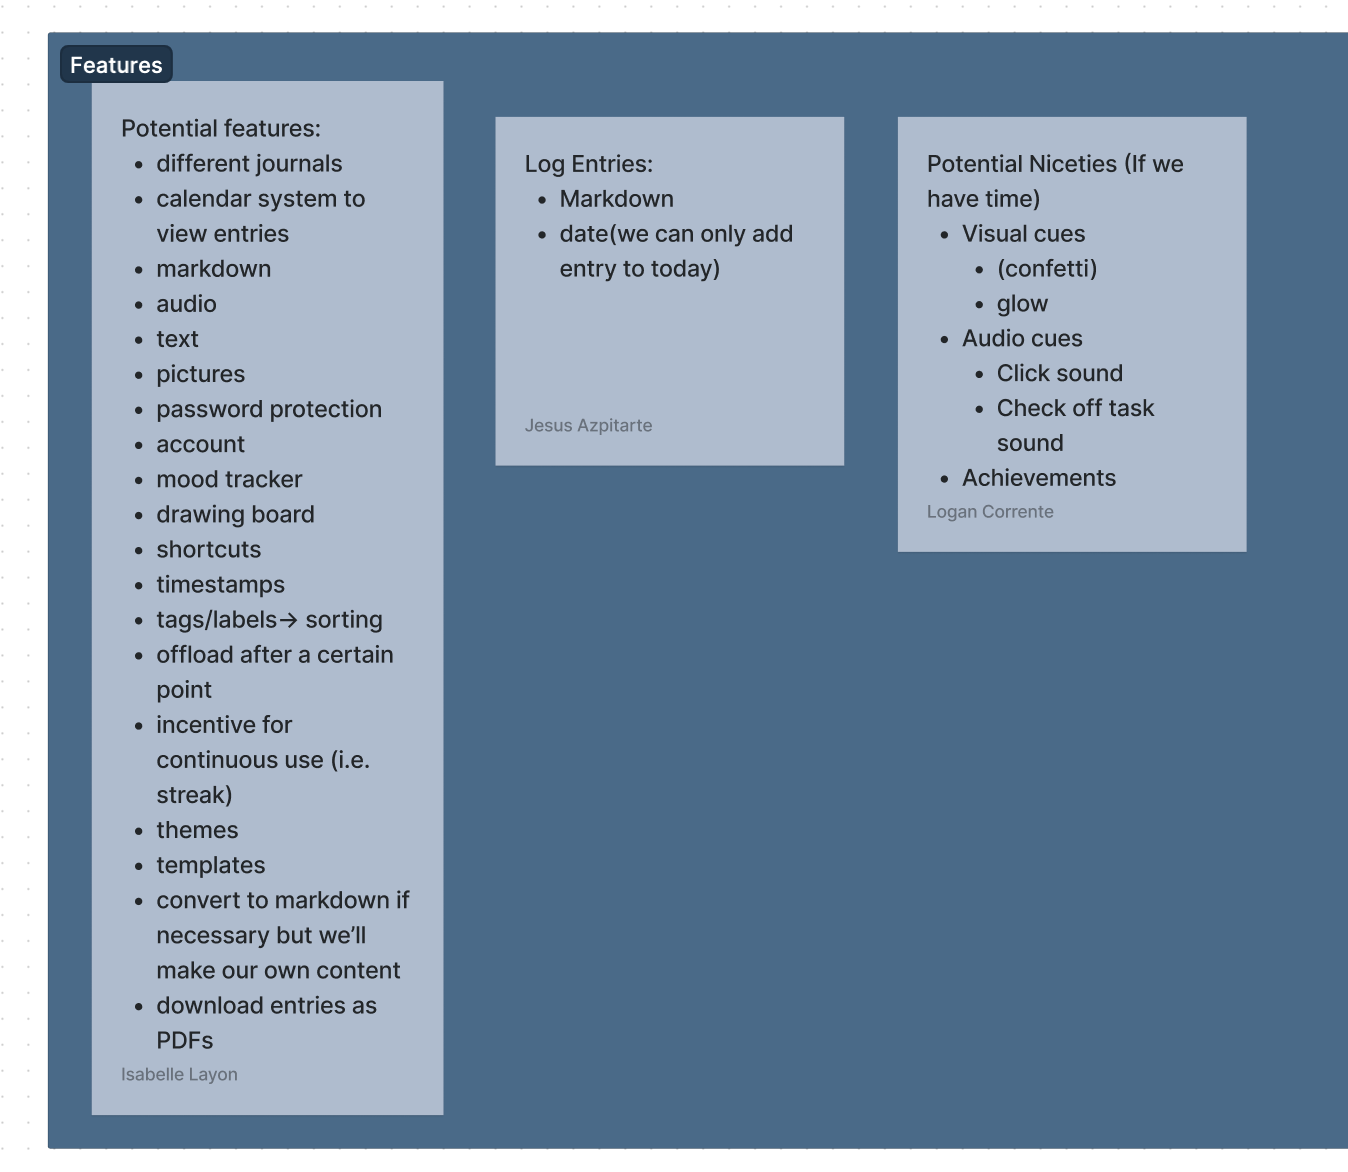 Features
Potential features:
• different journals
• calendar system to
view entries
• markdown
• audio
• text
• pictures
• password protection
• account
• mood tracker
• drawing board
• shortcuts
• timestamps
• tags/labels→ sorting
• offload after a certain
point
• incentive for
continuous use (i.e.
streak)
• themes
• templates
• convert to markdown if
necessary but we’ll
make our own content
• download entries as
PDFs
Isabelle Layon
Log Entries:
• Markdown
• date(we can only add
entry to today)
Jesus Azpitarte
Potential Niceties (If we
have time)
• Visual cues
• (confetti)
• glow
• Audio cues
• Click sound
• Check off task
sound
• Achievements
Logan Corrente